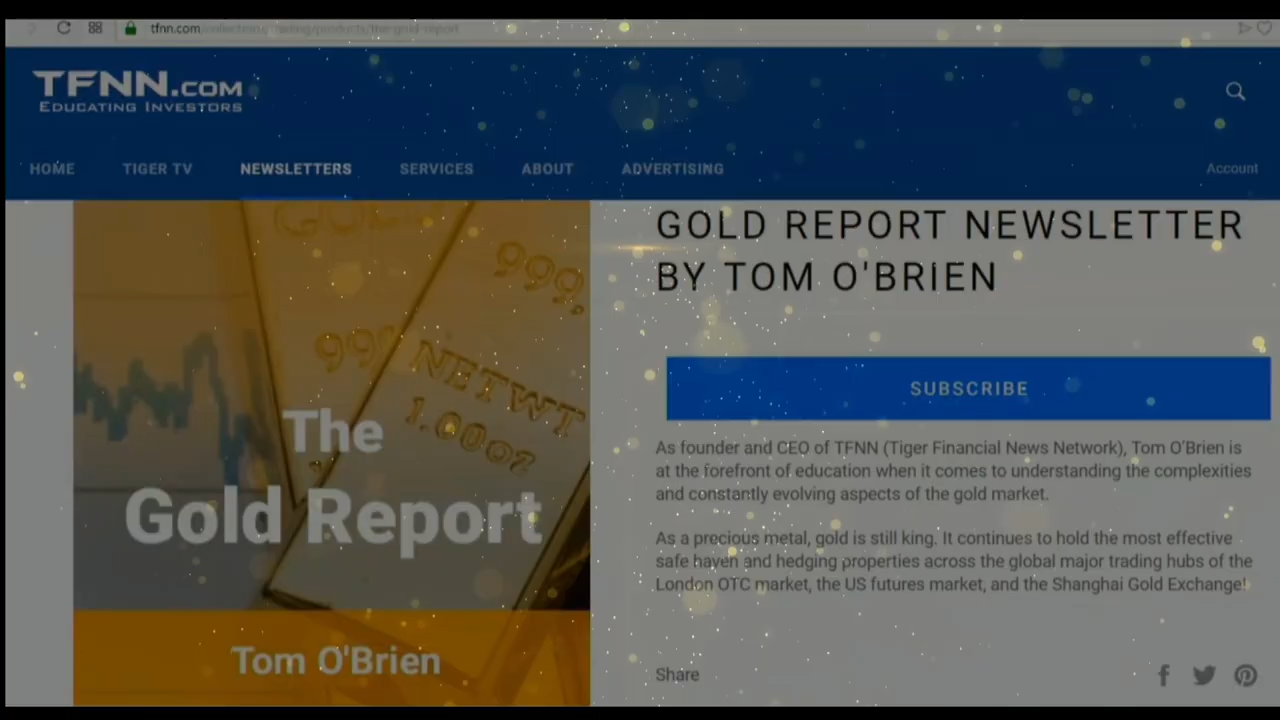 tfnn.com
TFNN.COM
EDUCATING INVESTORS
HOME TIGER TV NEWSLETTERS SERVICES ABOUT ADVERTISING Account
GOLD REPORT NEWSLETTER
BY TOM O'BRIEN
SUBSCRIBE
As founder and CEO of TFNN (Tiger Financial News Network), Tom O'Brien is
at the forefront of education when it comes to understanding the complexities
and constantly evolving aspects of the gold market.
As a precious metal, gold is still king. It continues to hold the most effective
safe haven and hedging properties across the global major trading hubs of the
London OTC market, the US futures market, and the Shanghai Gold Exchange!
Share
GOLD
999,
999
NETWT
1.00oz
The
Gold Report
Tom O'Brien